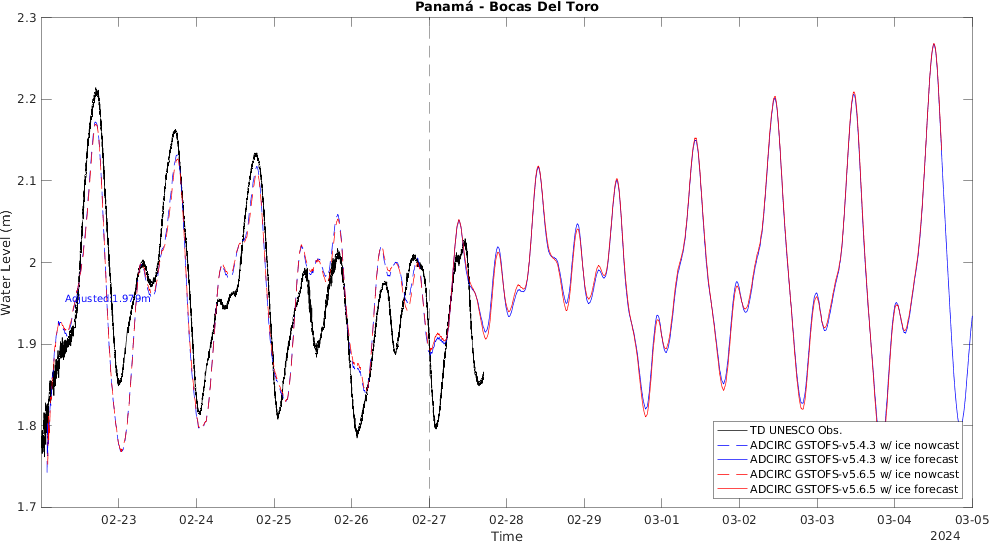 Panamá - Bocas Del Toro
2.3
2.2
2.1
2
1.9
1.8
1.7
Water Level (m)
Adjusted:1.979m
TD UNESCO Obs.
ADCIRC GSTOFS-v5.4.3 w/ ice nowcast
ADCIRC GSTOFS-v5.4.3 w/ ice forecast
ADCIRC GSTOFS-v5.6.5 w/ ice nowcast
ADCIRC GSTOFS-v5.6.5 w/ ice forecast
02-23 02-24 02-25 02-26 02-27 02-28 02-29 03-01 03-02 03-03 03-04 03-05
Time
2024